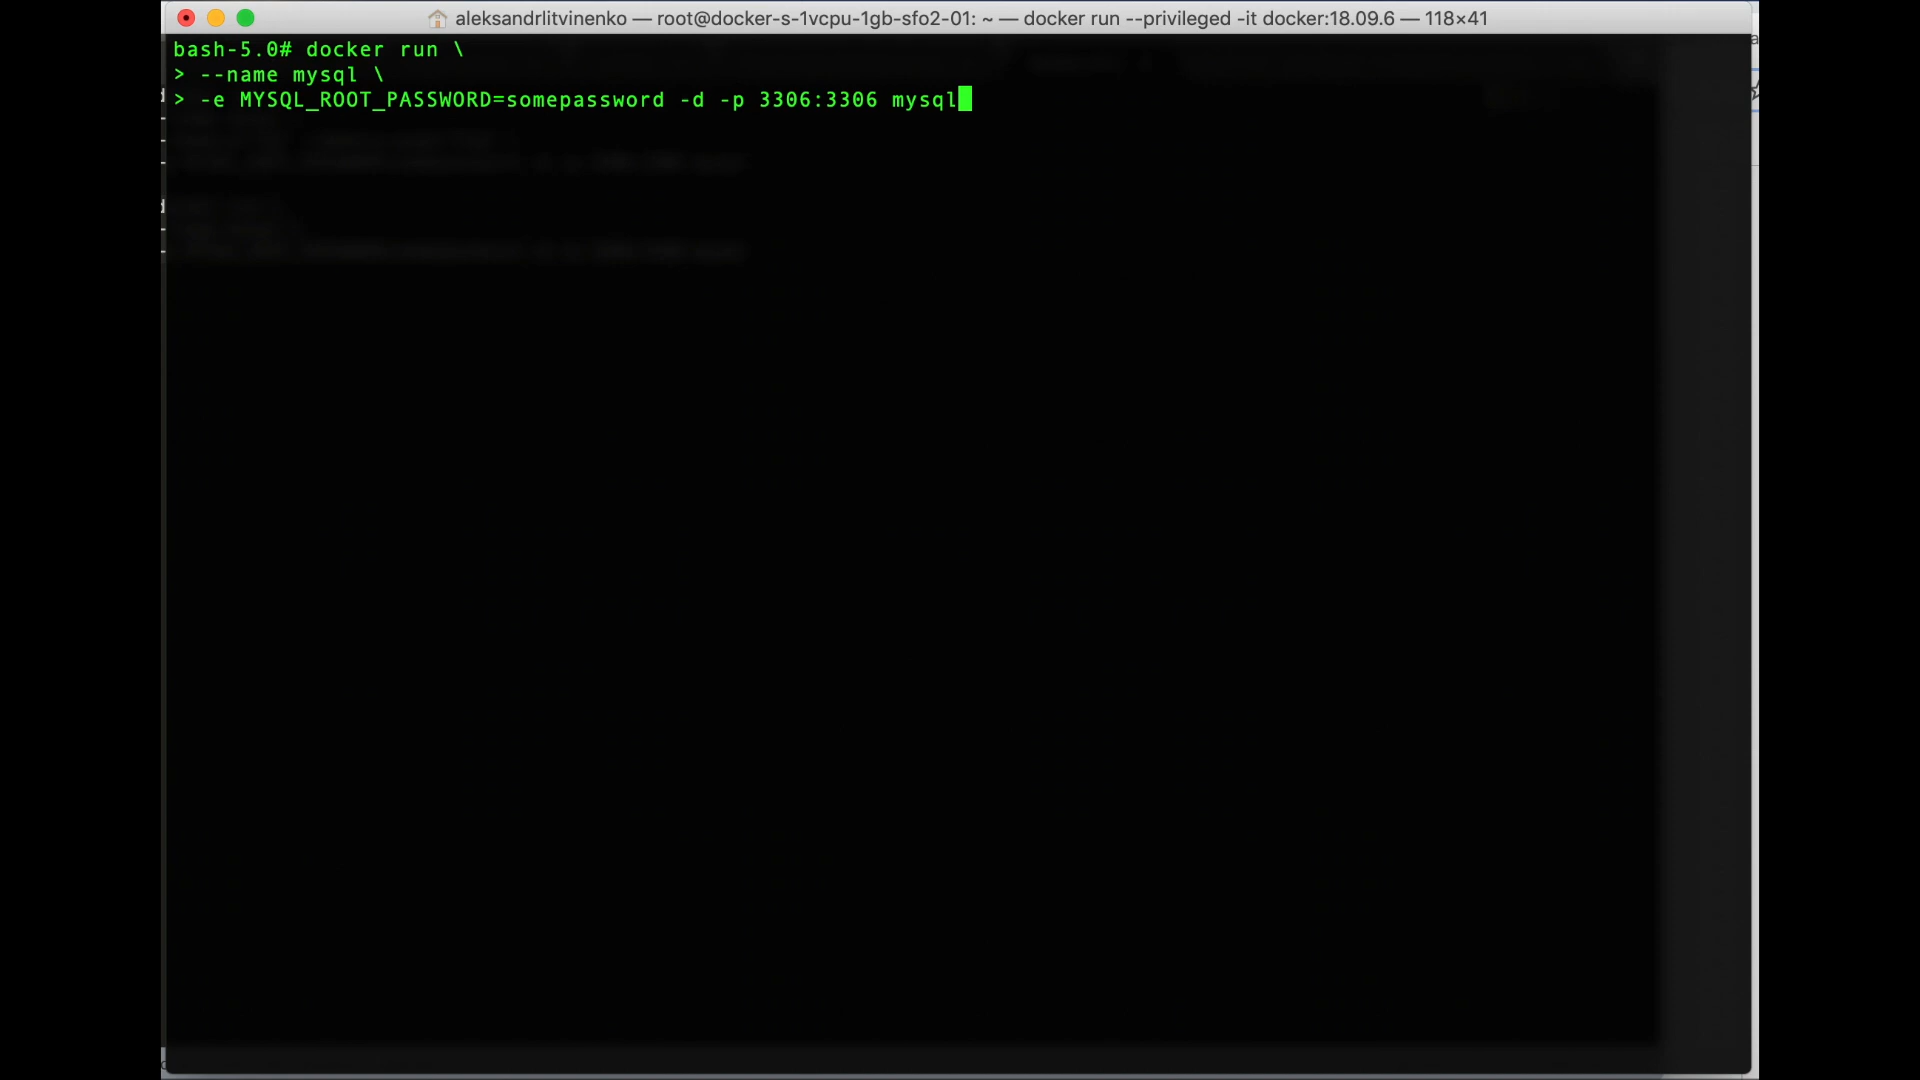 aleksandrlitvinenko — root@docker-s-1vcpu-1gb-sfo2-01: ~ — docker run --privileged -it docker:18.09.6 — 118×41
bash-5.0# docker run \
> --name mysql \
> -e MYSQL_ROOT_PASSWORD=somepassword -d -p 3306:3306 mysql